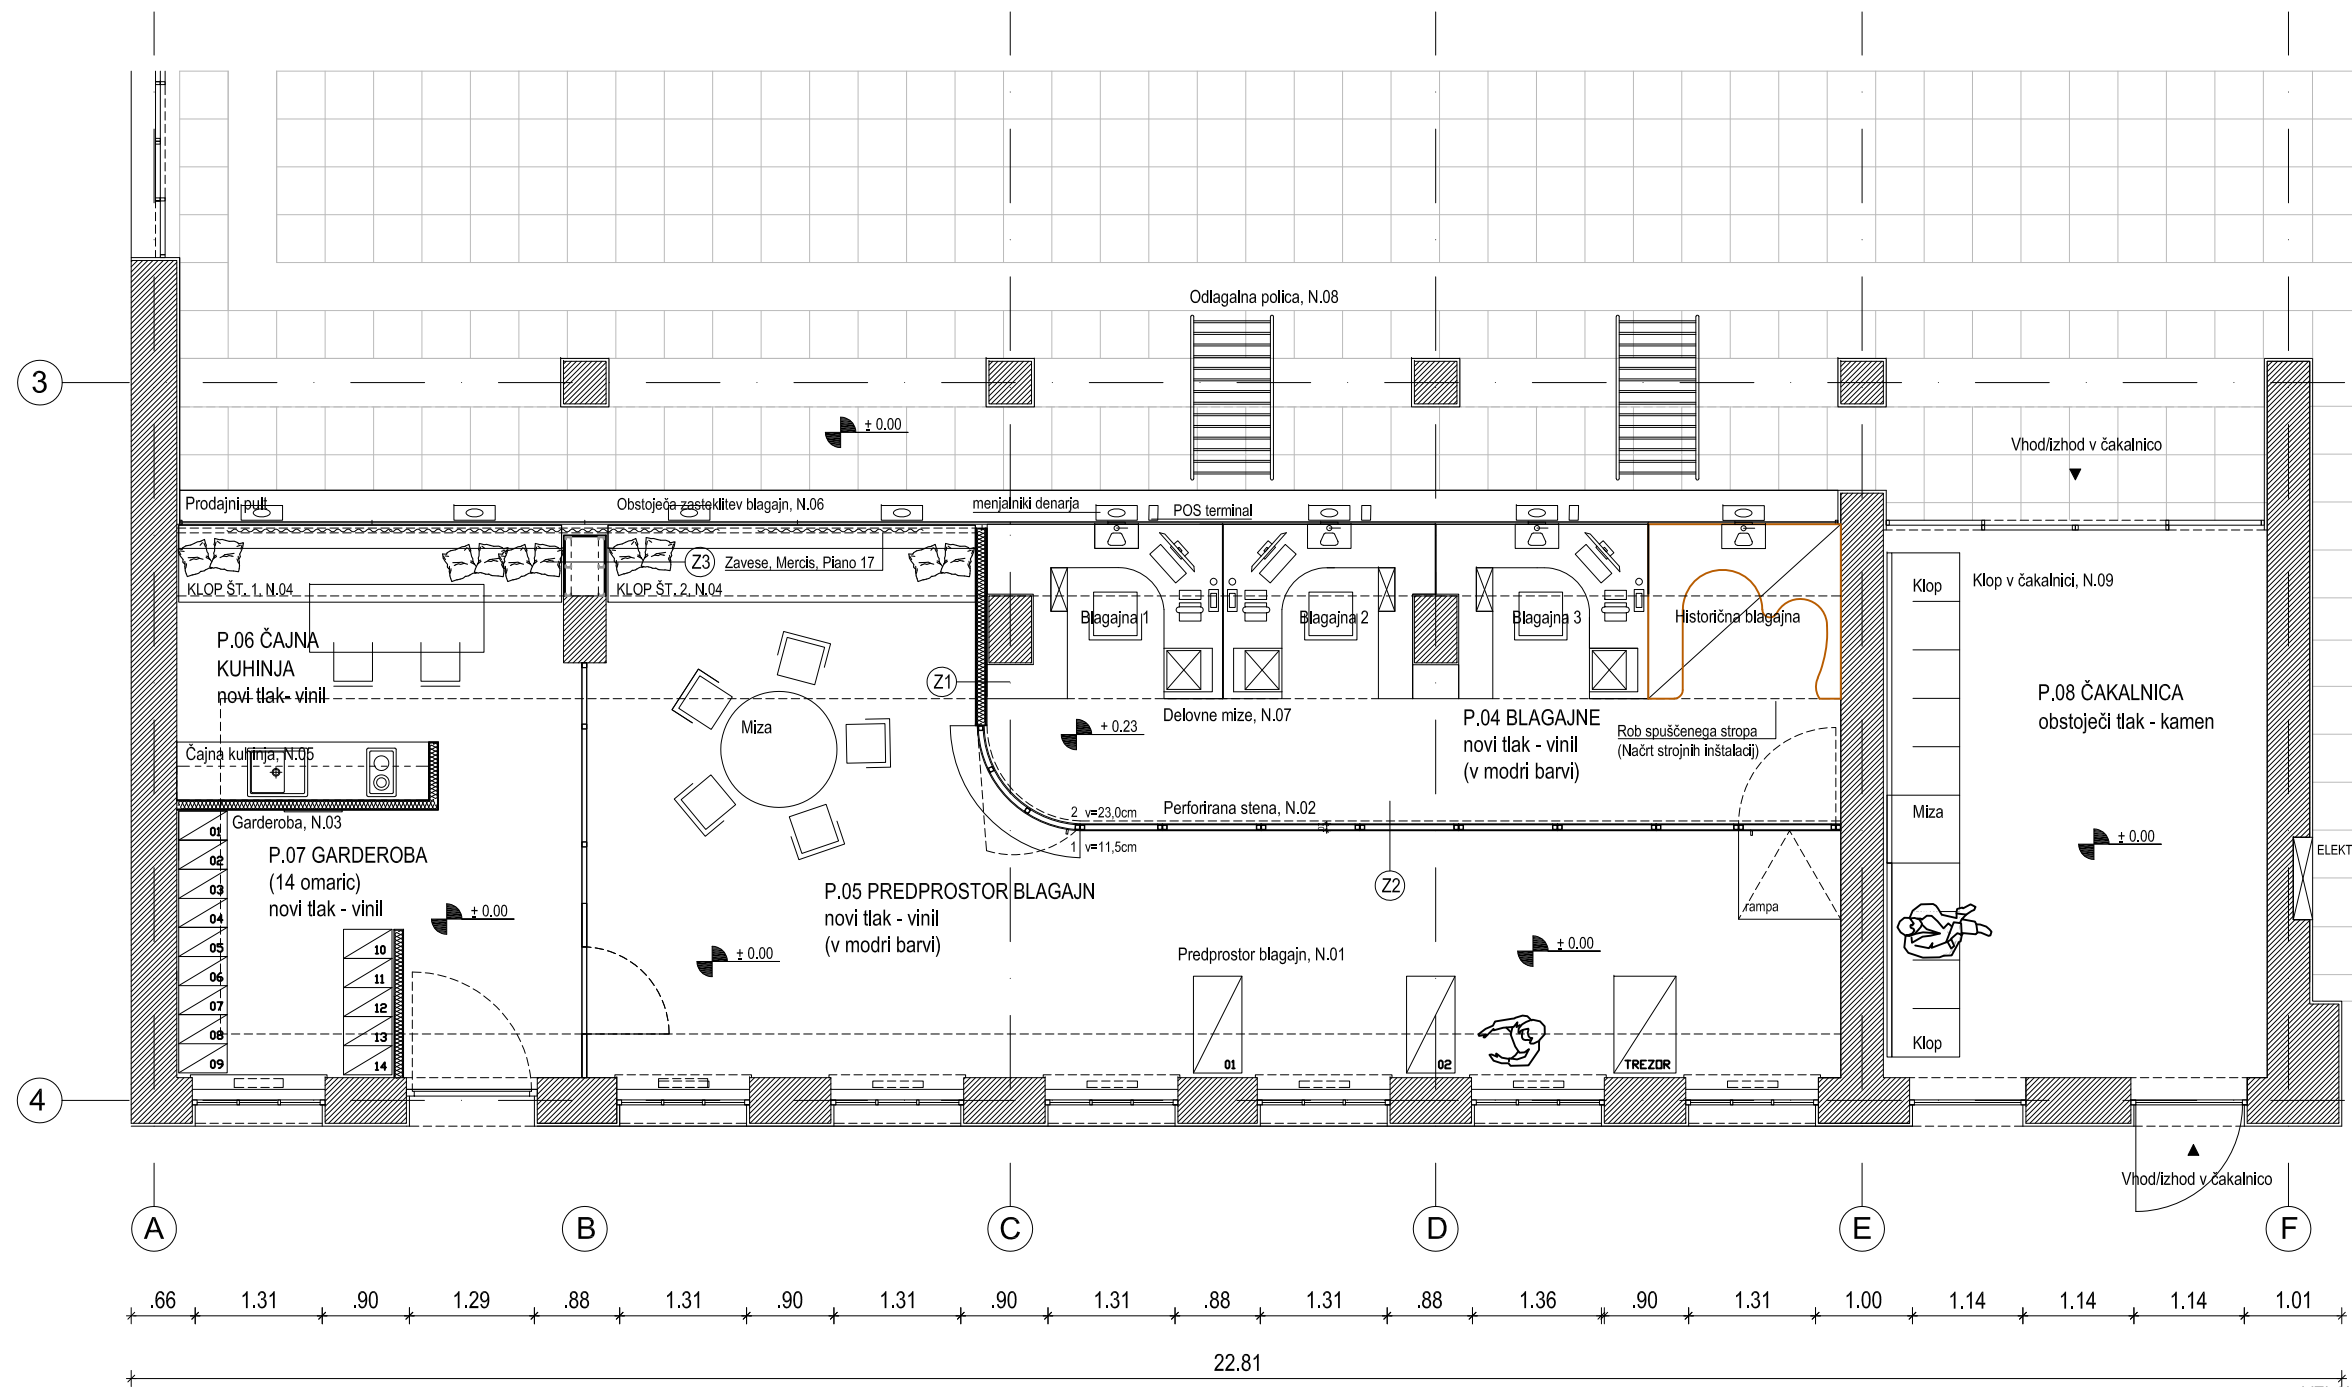 Odlagalna polica, N.08
3
± 0.00
Vhod/izhod v čakalnico
Prodajni pult
Obstoječa zasteklitev blagajn, N.06
menjalniki denarja
POS terminal
Z3
Zavese, Mercis, Piano 17
KLOP ŠT. 1, N.04
KLOP ŠT. 2, N.04
Klop
Klop v čakalnici, N.09
Blagajna 1
Blagajna 2
Blagajna 3
Historična blagajna
P.06 ČAJNA
KUHINJA
novi tlak- vinil
Z1
Miza
Delovne mize, N.07
+ 0.23
P.04 BLAGAJNE
novi tlak - vinil
(v modri barvi)
Rob spuščenega stropa
(Načrt strojnih inštalacij)
P.08 ČAKALNICA
obstoječi tlak - kamen
Čajna kuhinja, N.05
Garderoba, N.03
2 v=23,0cm
Perforirana stena, N.02
1 v=11,5cm
Miza
± 0.00
ELEKT
P.07 GARDEROBA
(14 omaric)
novi tlak - vinil
± 0.00
P.05 PREDPROSTOR BLAGAJN
novi tlak - vinil
(v modri barvi)
± 0.00
Z2
rampa
± 0.00
Predprostor blagajn, N.01
01
02
03
04
05
06
07
08
09
10
11
12
13
14
01
02
TREZOR
Klop
4
Vhod/izhod v čakalnico
A B C D E F
.66 1.31 .90 1.29 .88 1.31 .90 1.31 .90 1.31 .88 1.31 .88 1.36 .90 1.31 1.00 1.14 1.14 1.14 1.01
22.81